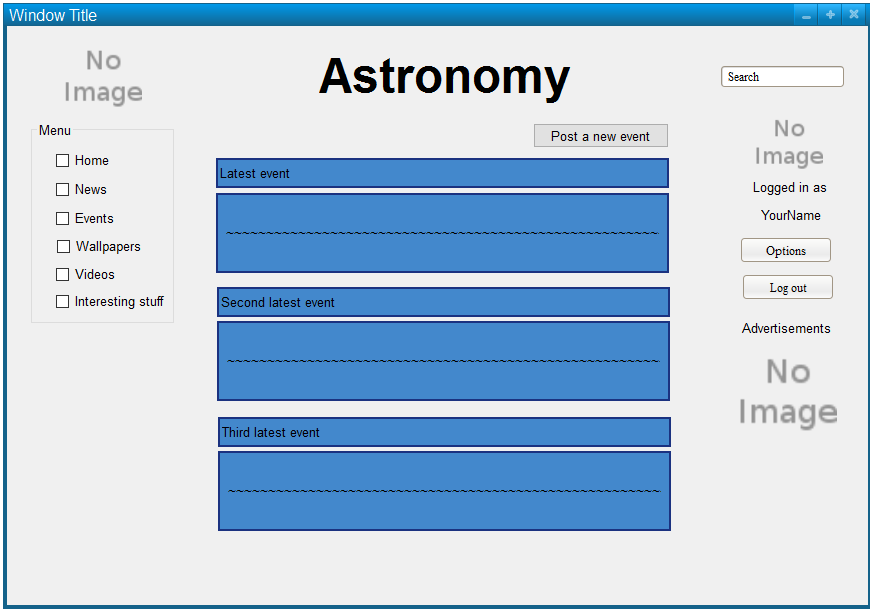 Window Title
No
Image
Astronomy
Search
Menu
Home
News
Events
Wallpapers
Videos
Interesting stuff
Post a new event
Latest event
~~~~~~~~~~~~~~~~~~~~~~~~~~~~~~~~~~~~~~~~~~~~~~~~~~~~~~
Second latest event
~~~~~~~~~~~~~~~~~~~~~~~~~~~~~~~~~~~~~~~~~~~~~~~~~~~~~~
Third latest event
~~~~~~~~~~~~~~~~~~~~~~~~~~~~~~~~~~~~~~~~~~~~~~~~~~~~~~
No
Image
Logged in as
YourName
Options
Log out
Advertisements
No
Image